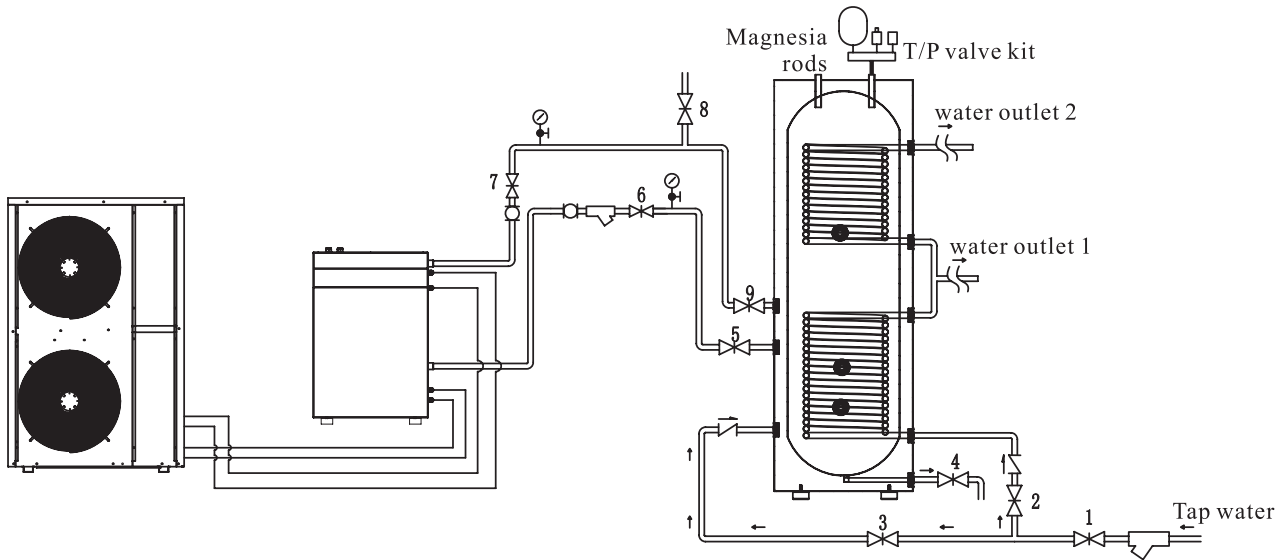 Magnesia
rods
T/P valve kit
water outlet 2
8
7
6
water outlet 1
9
5
4
2
Tap water
3
1